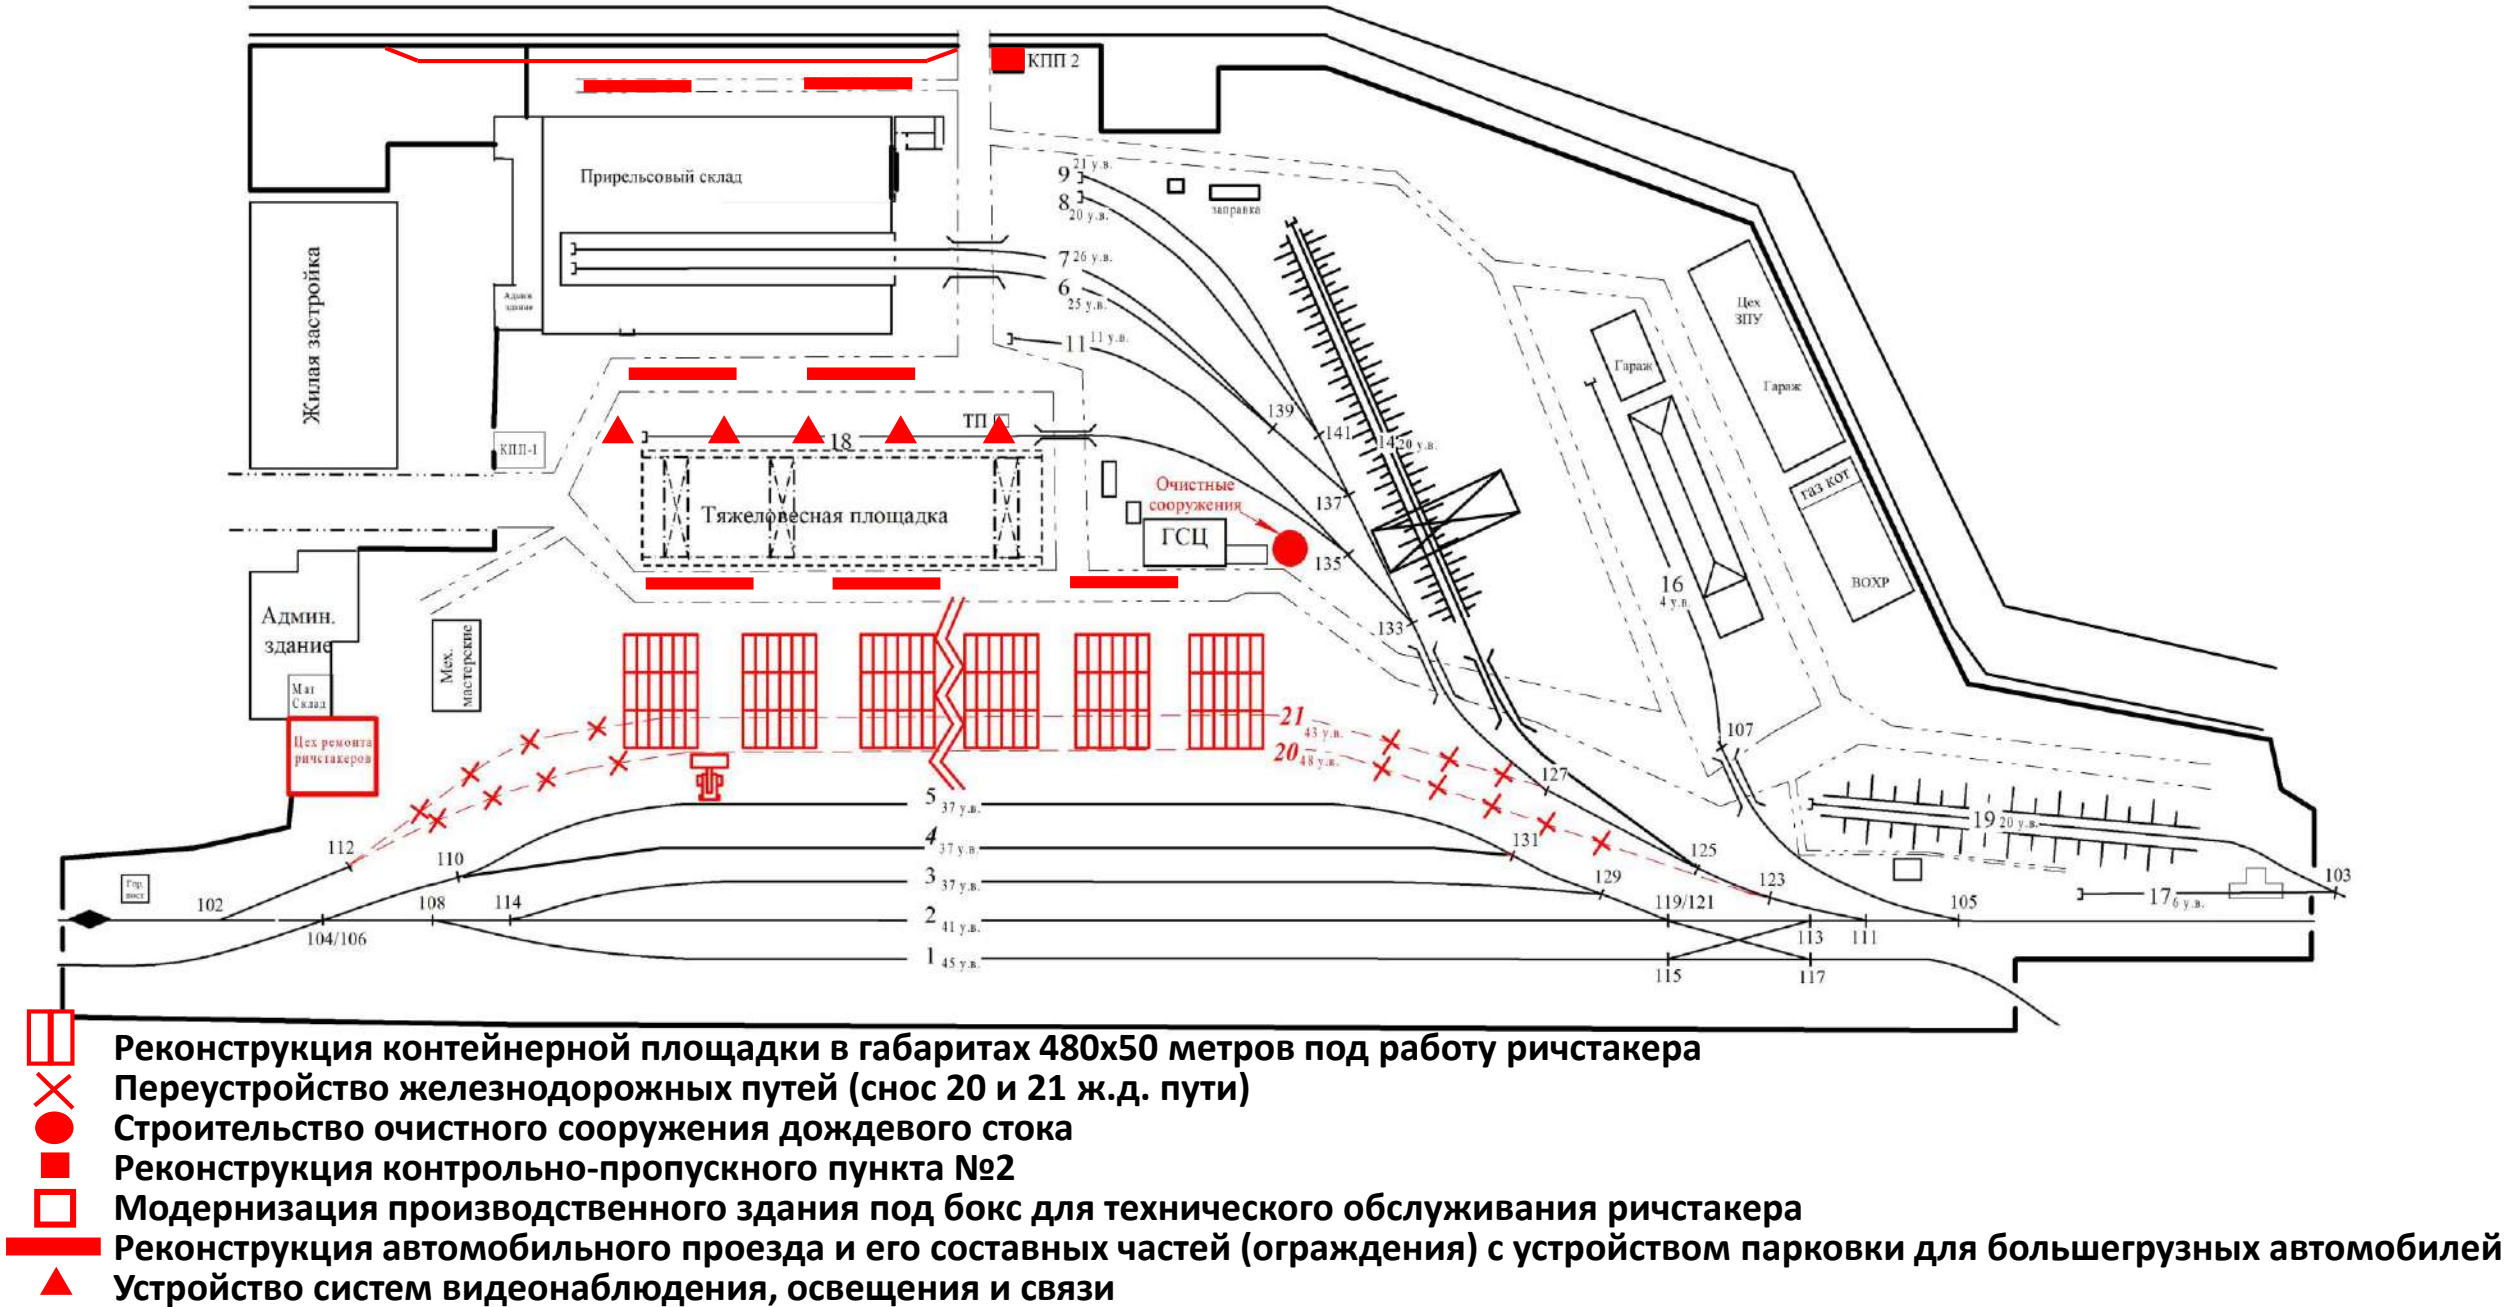 КПП 2
Прирельсовый склад
9 21 у.в.
8 20 у.в.
заправка
7 26 у.в.
6 25 у.в.
Жилая застройка
Админ.
здание
Цех
ЗПУ
Гараж
Гараж
11 11 у.в.
139
141
14 20 у.в.
ТП
18
КПП-1
газ кот
Очистные
сооружения
137
Тяжеловесная площадка
ГСЦ
135
16
4 у.в.
ВОХР
Админ.
здание
133
Мех.
мастерские
Мат
Склад
21
43 у.в.
20 48 у.в.
107
Цех ремонта
ричстакеров
127
5 37 у.в.
19 20 у.в.
4
37 у.в.
131
112
110
125
3 37 у.в.
129
123
103
Гор.
пост
102
108
114
2
41 у.в.
119/121
17 6 у.в.
105
104/106
113
111
1 45 у.в.
115
117
Реконструкция контейнерной площадки в габаритах 480х50 метров под работу ричстакера
Переустройство железнодорожных путей (снос 20 и 21 ж.д. пути)
Строительство очистного сооружения дождевого стока
Реконструкция контрольно-пропускного пункта №2
Модернизация производственного здания под бокс для технического обслуживания ричстакера
Реконструкция автомобильного проезда и его составных частей (ограждения) с устройством парковки для большегрузных автомобилей
Устройство систем видеонаблюдения, освещения и связи